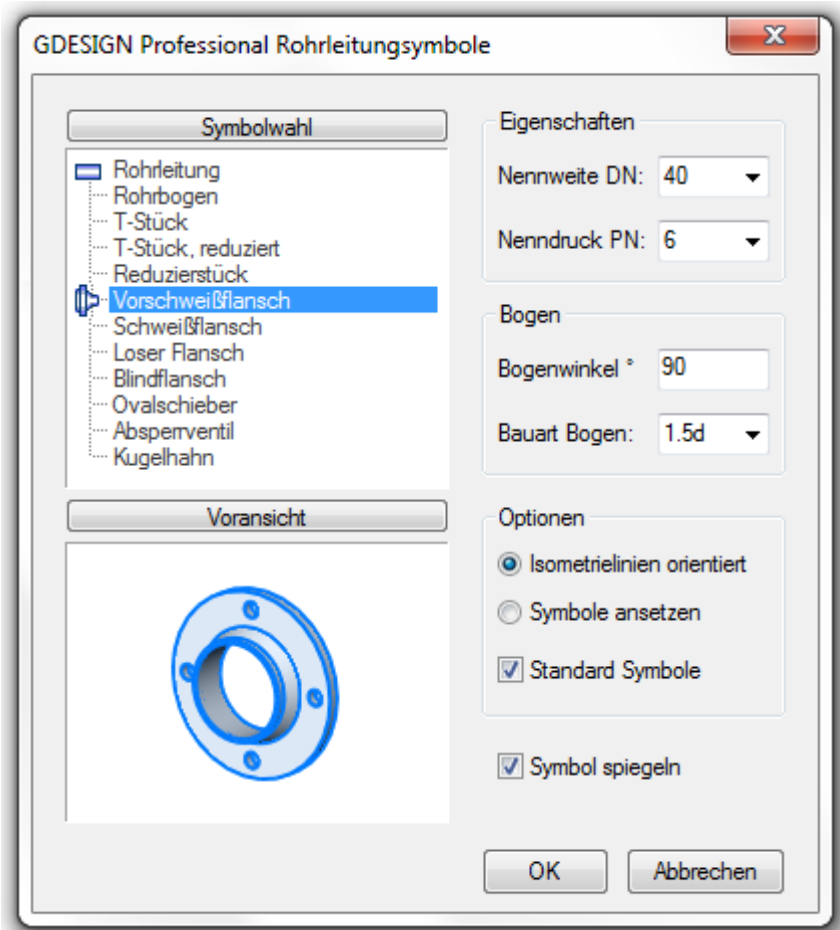 GDESIGN Professional Rohrleitungsymbole
Symbolwahl
Rohrleitung
Rohrbogen
T-Stück
T-Stück, reduziert
Reduzierstück
Vorschweißflansch
Schweißflansch
Loser Flansch
Blindflansch
Ovalschieber
Absperrventil
Kugelhahn
Voransicht
Eigenschaften
Nennweite DN: 40
Nenndruck PN: 6
Bogen
Bogenwinkel ° 90
Bauart Bogen: 1.5d
Optionen
Isometrielinien orientiert
Symbole ansetzen
Standard Symbole
Symbol spiegeln
OK Abbrechen